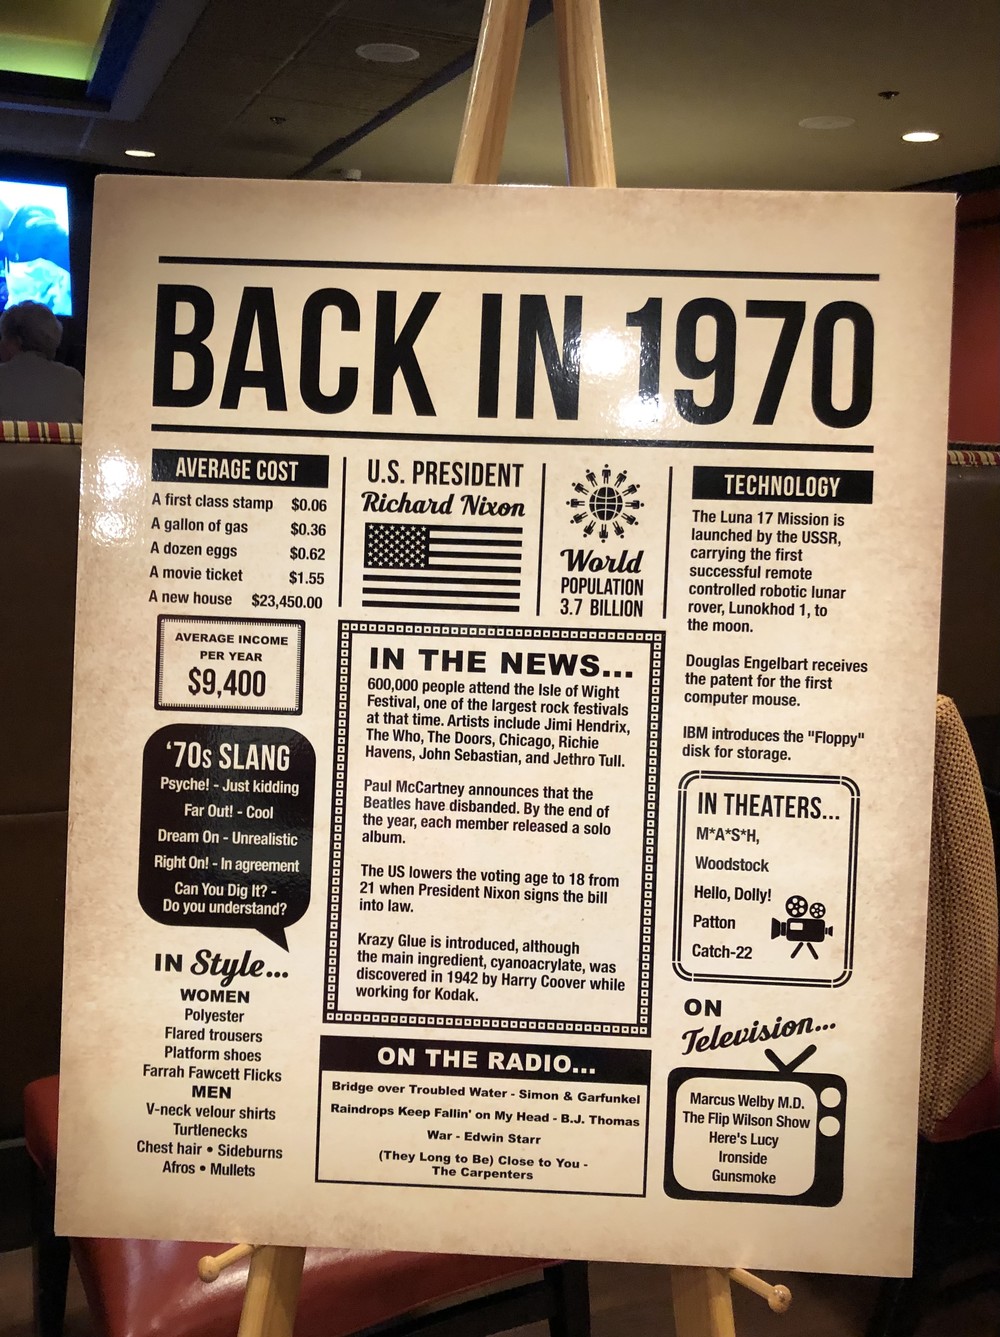 BACK IN 1970
AVERAGE COST
A first class stamp $0.06
A gallon of gas $0.36
A dozen eggs $0.62
A movie ticket $1.55
A new house $23,450.00
AVERAGE INCOME
PER YEAR
$9,400
'70s SLANG
Psyche! - Just kidding
Far Out! - Cool
Dream On - Unrealistic
Right On! - In agreement
Can You Dig It? -
Do you understand?
IN Style...
WOMEN
Polyester
Flared trousers
Platform shoes
Farrah Fawcett Flicks
MEN
V-neck velour shirts
Turtlenecks
Chest hair • Sideburns
Afros • Mullets
U.S. PRESIDENT
Richard Nixon
World
POPULATION
3.7 BILLION
IN THE NEWS...
600,000 people attend the Isle of Wight
Festival, one of the largest rock festivals
at that time. Artists include Jimi Hendrix,
The Who, The Doors, Chicago, Richie
Havens, John Sebastian, and Jethro Tull.
Paul McCartney announces that the
Beatles have disbanded. By the end of
the year, each member released a solo
album.
The US lowers the voting age to 18 from
21 when President Nixon signs the bill
into law.
Krazy Glue is introduced, although
the main ingredient, cyanoacrylate, was
discovered in 1942 by Harry Coover while
working for Kodak.
ON THE RADIO...
Bridge over Troubled Water - Simon & Garfunkel
Raindrops Keep Fallin' on My Head - B.J. Thomas
War - Edwin Starr
(They Long to Be) Close to You -
The Carpenters
TECHNOLOGY
The Luna 17 Mission is
launched by the USSR,
carrying the first
successful remote
controlled robotic lunar
rover, Lunokhod 1, to
the moon.
Douglas Engelbart receives
the patent for the first
computer mouse.
IBM introduces the "Floppy"
disk for storage.
IN THEATERS...
M*A*S*H,
Woodstock
Hello, Dolly!
Patton
Catch-22
ON
Television...
Marcus Welby M.D.
The Flip Wilson Show
Here's Lucy
Ironside
Gunsmoke